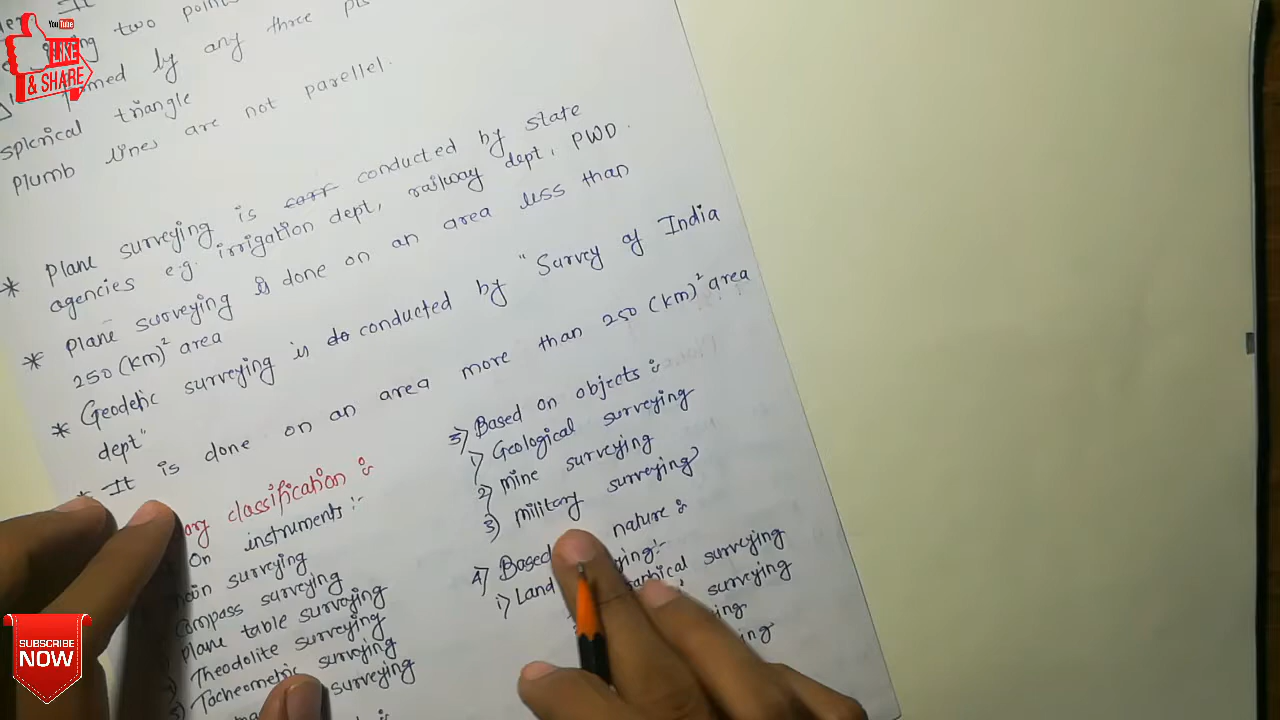 It
two points
YouTube
LIKE
& SHARE
formed by any three
spherical triangle
Plumb lines are not parellel.
* Plane surveying is conducted by state
agencies e.g. irrigation dept, railway dept, PWD.
* Plane surveying is done on an area less than
250 (km)² area
* Geodetic surveying is do conducted by "Survey of India
dept"
* It is done on an area more than 250 (km)² area
classification :
on instruments :-
surveying
compass surveying
plane table surveying
Theodolite surveying
5) Tacheometric surveying
surveying
3) Based on objects :
1) Geological surveying
2) mine surveying
3) military surveying
4) Based nature :
1) Land
surveying
surveying
SUBSCRIBE
NOW